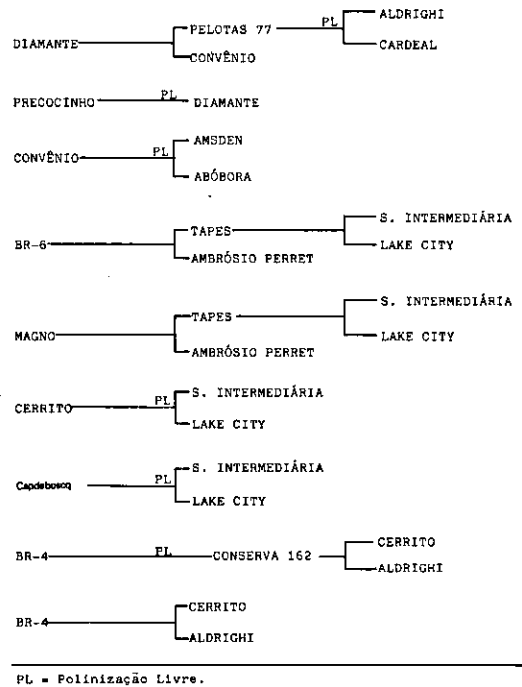 ALDRIGHI
PELOTAS 77 PL
DIAMANTE CARDEAL
CONVÊNIO
PRECOCINHO PL DIAMANTE
AMSDEN
CONVÊNIO PL
ABÓBORA
S. INTERMEDIÁRIA
TAPES
BR-6 LAKE CITY
AMBRÓSIO PERRET
S. INTERMEDIÁRIA
TAPES
MAGNO LAKE CITY
AMBRÓSIO PERRET
S. INTERMEDIÁRIA
CERRITO PL
LAKE CITY
S. INTERMEDIÁRIA
Capdeboscq PL
LAKE CITY
CERRITO
BR-4 PL CONSERVA 162
ALDRIGHI
CERRITO
BR-4
ALDRIGHI
PL = Polinização Livre.